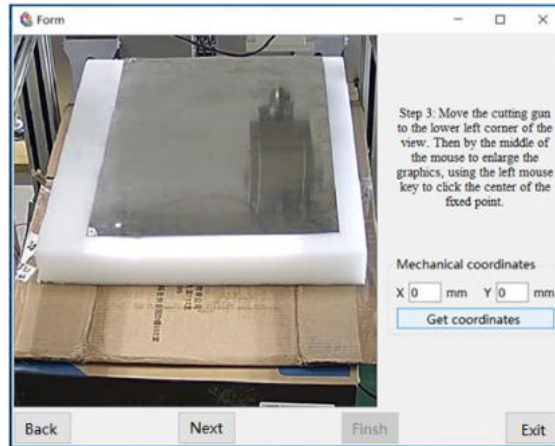 Form
Step 3: Move the cutting gun
to the lower left corner of the
view. Then by the middle of
the mouse to enlarge the
graphics, using the left mouse
key to click the center of the
fixed point.
Mechanical coordinates
X 0 mm Y 0 mm
Get coordinates
Back Next Finsh Exit